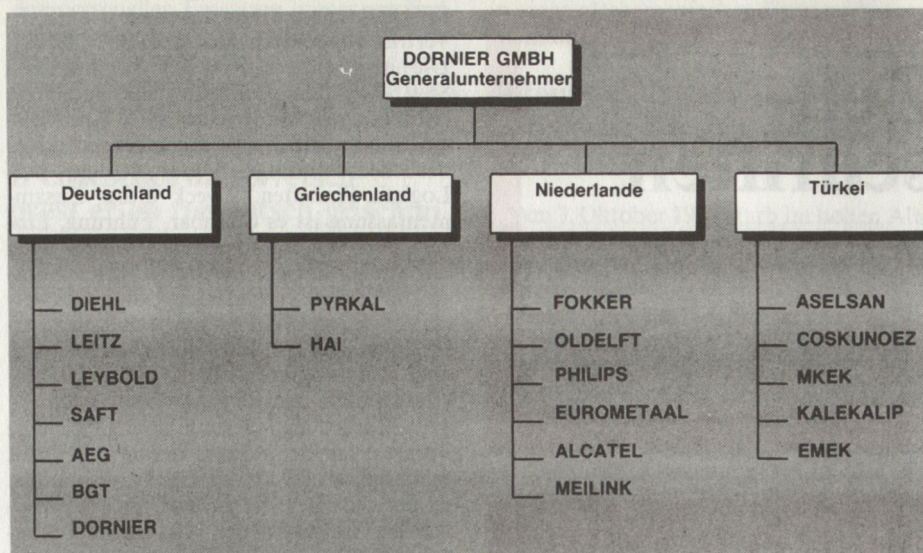 DORNIER GMBH
Generalunternehmer
Deutschland
DIEHL
LEITZ
LEYBOLD
SAFT
AEG
BGT
DORNIER
Griechenland
PYRKAL
HAI
Niederlande
FOKKER
OLDELFT
PHILIPS
EUROMETAAL
ALCATEL
MEILINK
Türkei
ASELSAN
COSKUNOEZ
MKEK
KALEKALIP
EMEK